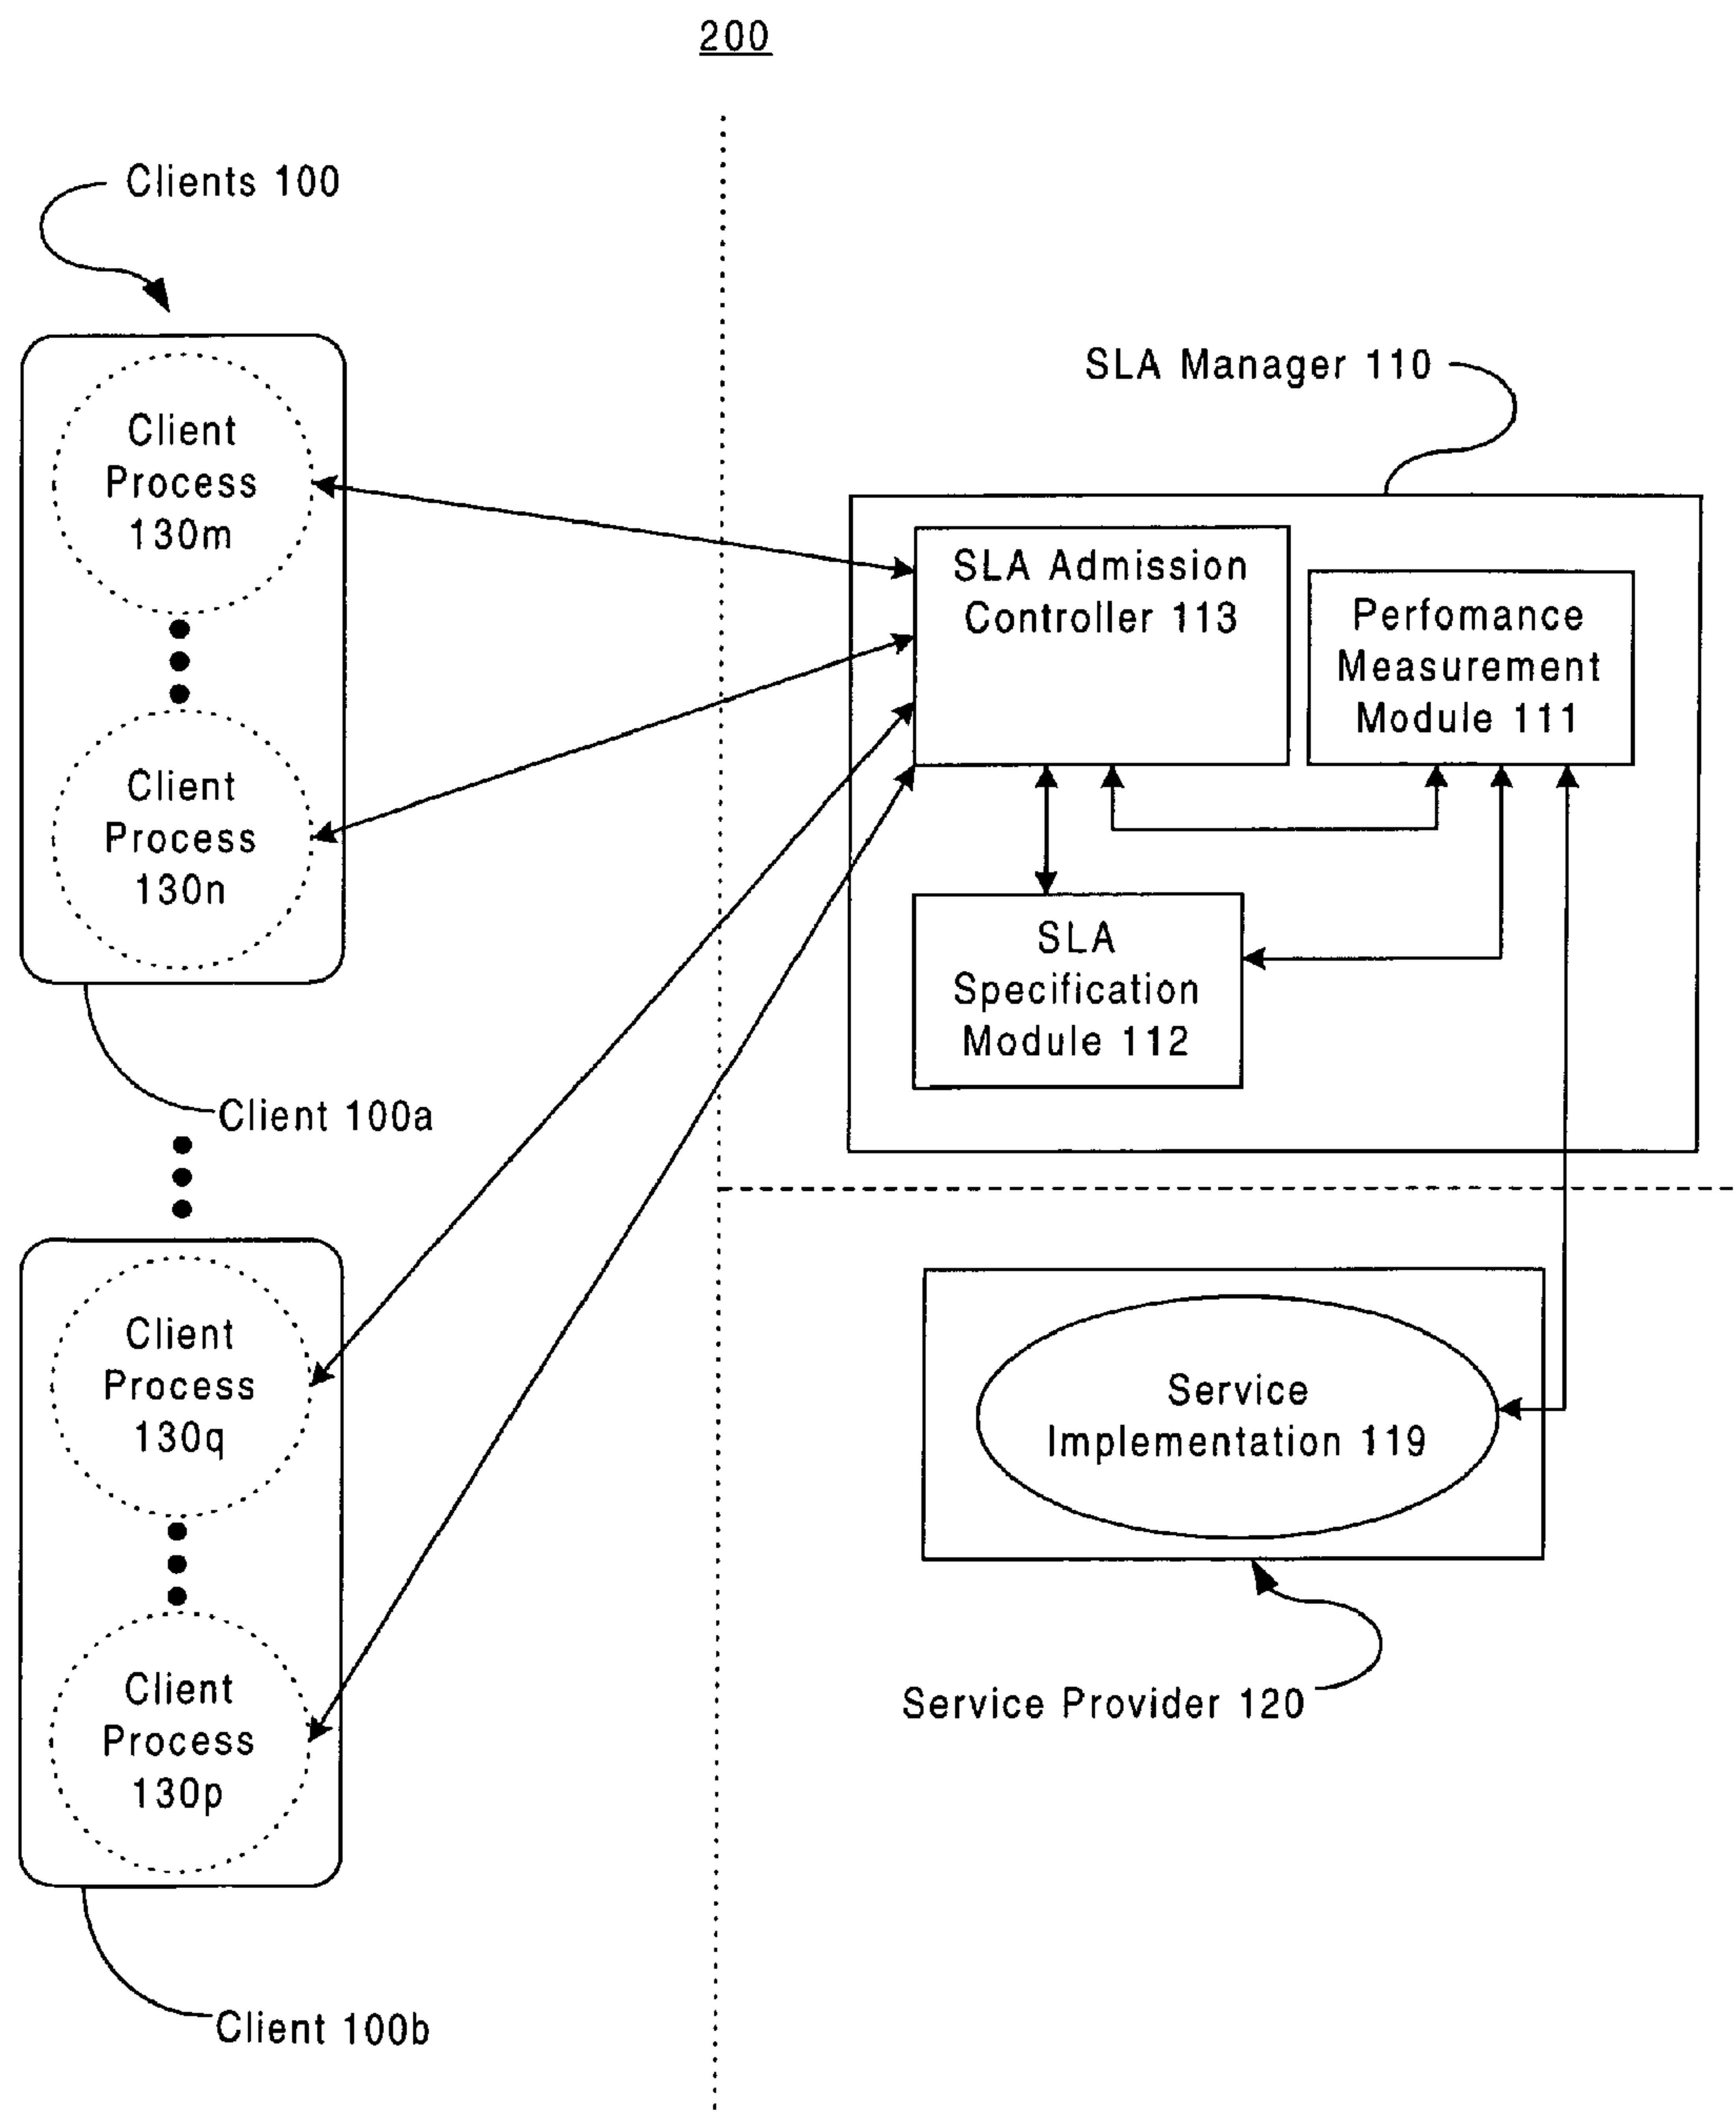 200
Clients 100
Client
Process
130m
Client
Process
130n
Client 100a
Client
Process
130q
Client
Process
130p
Client 100b
SLA Manager 110
SLA Admission
Controller 113
Perfomance
Measurement
Module 111
SLA
Specification
Module 112
Service
Implementation 119
Service Provider 120